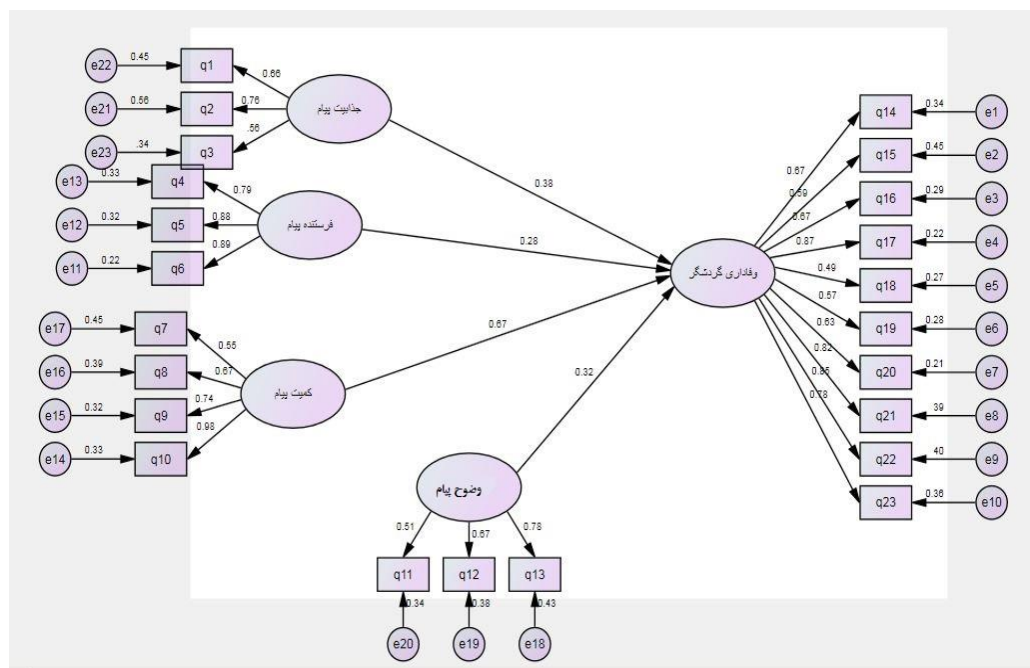 e22 0.45 q1 0.66
e21 0.56 q2 0.76
e23 .34 q3 .56
جذابیت پیام
0.38
e13 0.33 q4 0.79
e12 0.32 q5 0.88
e11 0.22 q6 0.89
فرستنده پیام
0.28
e17 0.45 q7 0.55
e16 0.39 q8 0.67
e15 0.32 q9 0.74
e14 0.33 q10 0.98
کمیت پیام
0.67
وضوح پیام
0.32
0.51 0.67 0.78
q11 q12 q13
0.34 0.38 0.43
e20 e19 e18
وفاداری گردشگر
0.67 q14 0.34 e1
0.59 q15 0.45 e2
0.67 q16 0.29 e3
0.87 q17 0.22 e4
0.49 q18 0.27 e5
0.57 q19 0.28 e6
0.63 q20 0.21 e7
0.82 q21 39 e8
q22 40 e9
0.78 q23 0.36 e10